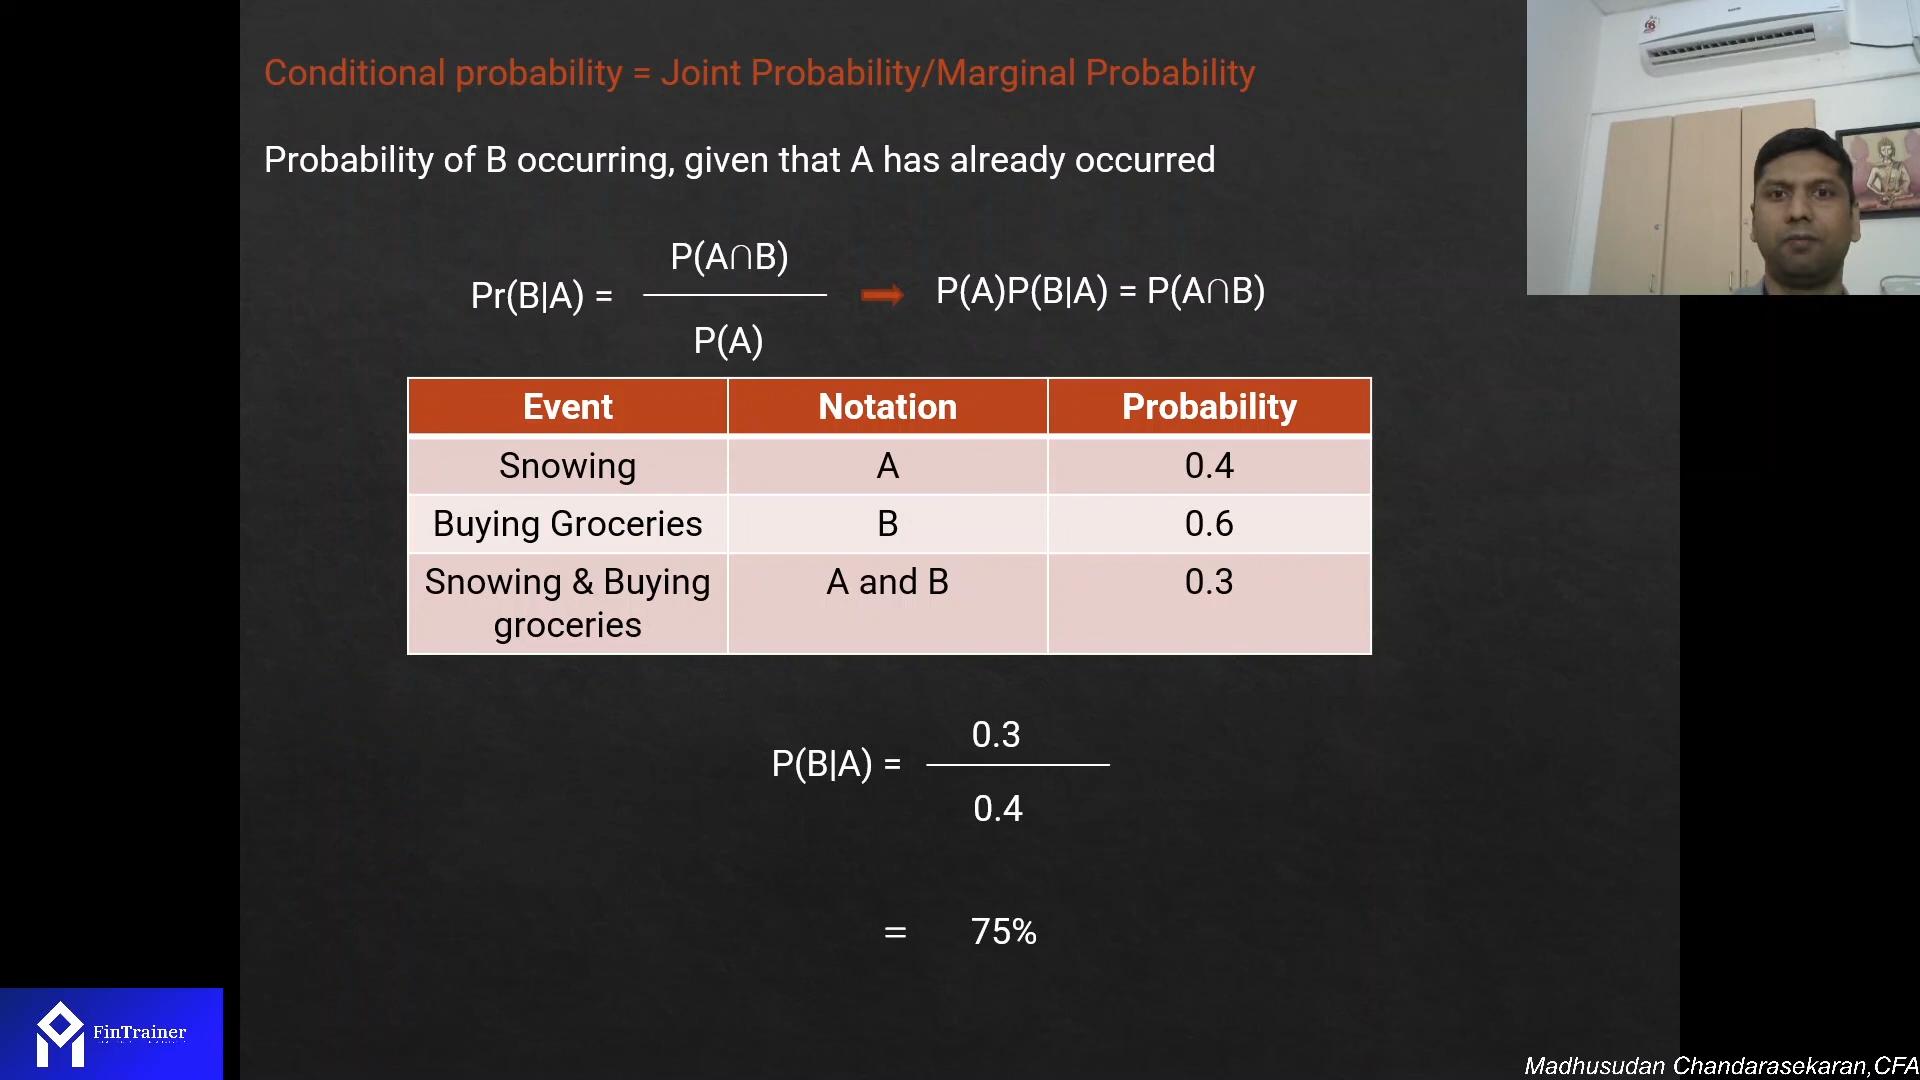 Conditional probability = Joint Probability/Marginal Probability
Probability of B occurring, given that A has already occurred
P(A∩B)
Pr(B|A) =
P(A)
P(A)P(B|A) = P(A∩B)
Event Notation Probability
Snowing A 0.4
Buying Groceries B 0.6
Snowing & Buying A and B 0.3
groceries
0.3
P(B|A) =
0.4
= 75%
FinTrainer
Madhusudan Chandarasekaran,CFA